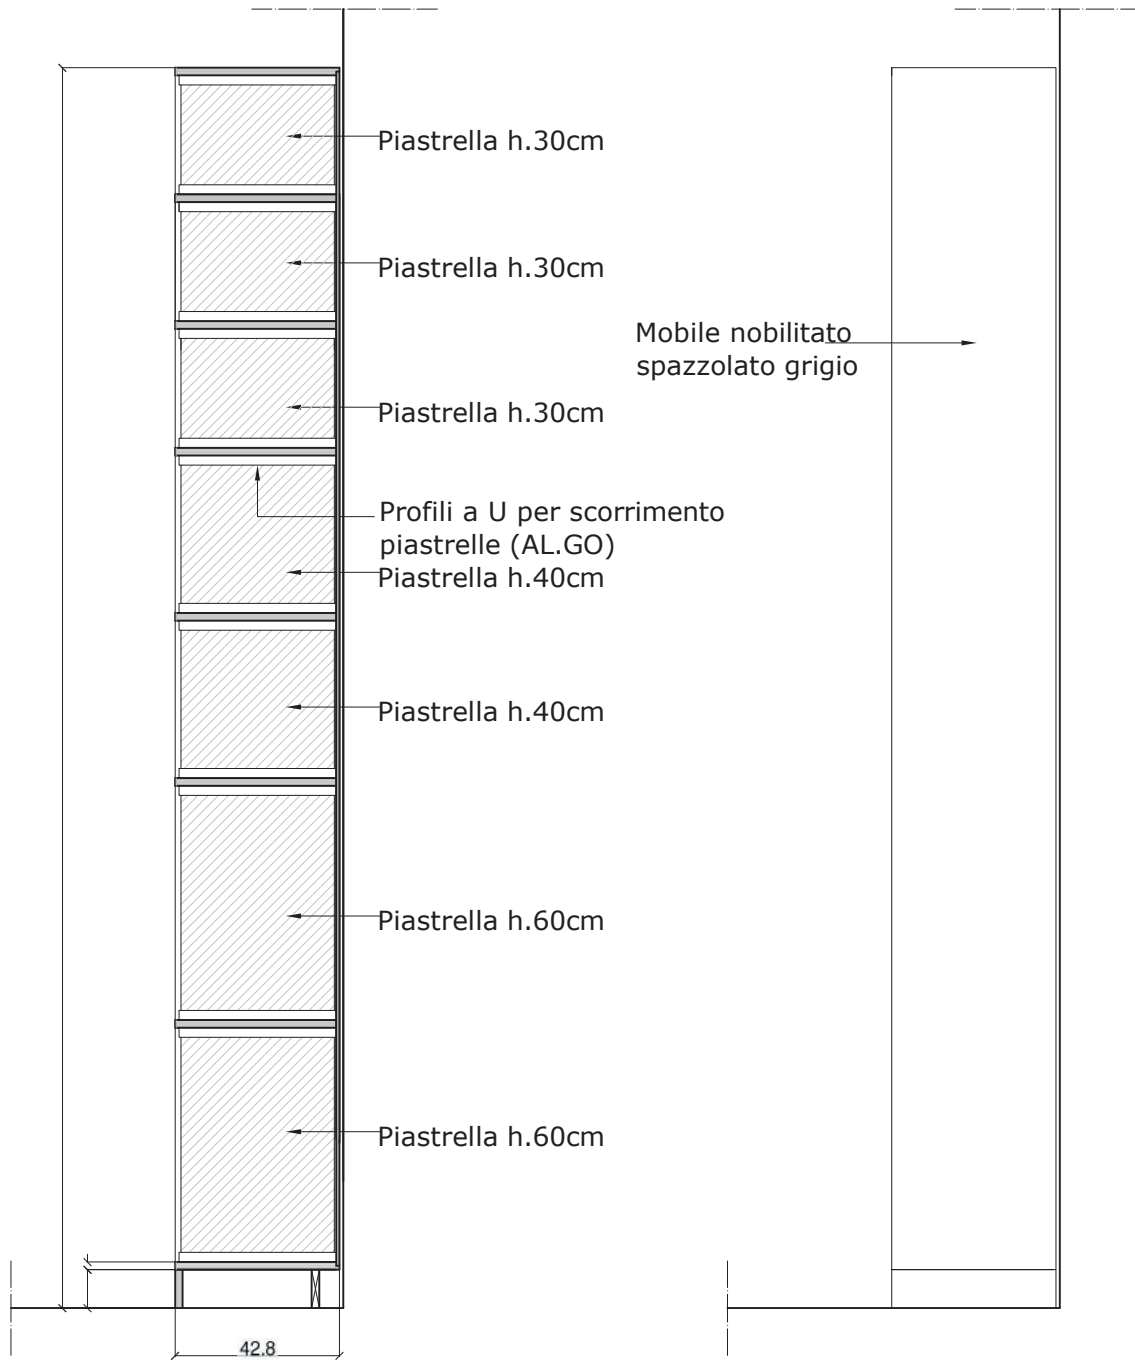 Piastrella h.30cm
Piastrella h.30cm
Mobile nobilitato
spazzolato grigio
Piastrella h.30cm
Profili a U per scorrimento
piastrelle (AL.GO)
Piastrella h.40cm
Piastrella h.40cm
Piastrella h.60cm
Piastrella h.60cm
42.8